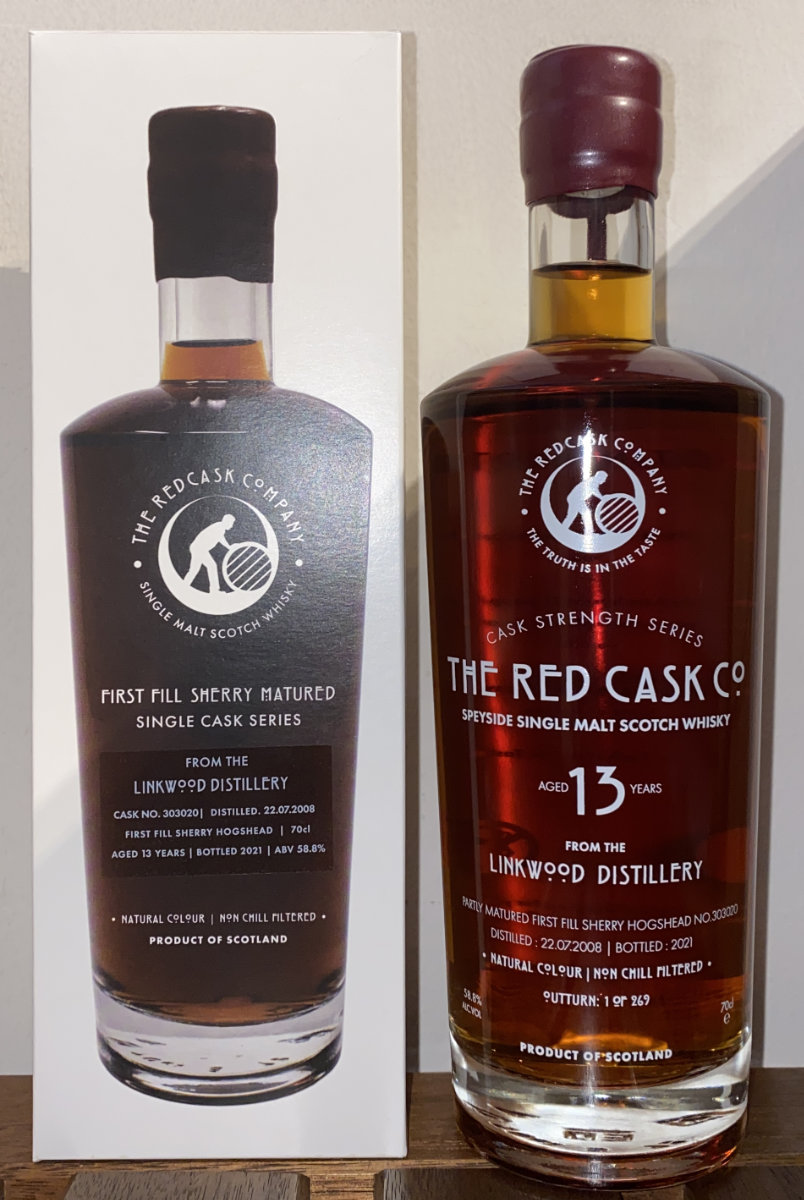 THE REDCASK COMPANY
SINGLE MALT SCOTCH WHISKY
FIRST FILL SHERRY MATURED
SINGLE CASK SERIES
FROM THE
LINKWOOD DISTILLERY
CASK NO. 303020| DISTILLED. 22.07.2008
FIRST FILL SHERRY HOGSHEAD | 70cl
AGED 13 YEARS | BOTTLED 2021 | ABV 58.8%
• NATURAL COLOUR | NON CHILL FILTERED •
PRODUCT OF SCOTLAND
THE REDCASK COMPANY
THE TRUTH IS IN THE TASTE
CASK STRENGTH SERIES
THE RED CASK Co
SPEYSIDE SINGLE MALT SCOTCH WHISKY
AGED 13 YEARS
FROM THE
LINKWOOD DISTILLERY
PARTLY MATURED FIRST FILL SHERRY HOGSHEAD NO.303020
DISTILLED : 22.07.2008 | BOTTLED : 2021
• NATURAL COLOUR | NON CHILL FILTERED •
58.8% ALC.VOL
OUTTURN: 1 OF 269
70cl e
PRODUCT OF SCOTLAND